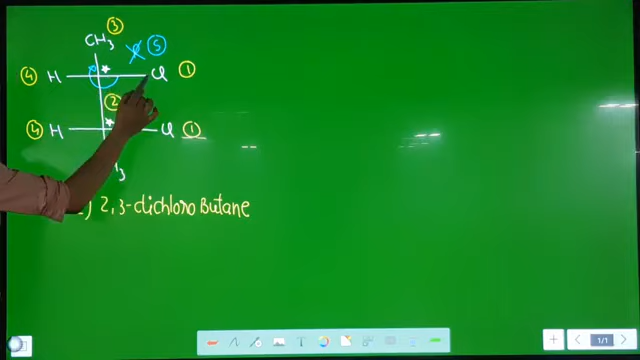 ③
CH₃
R ⑤
④ H Cl ①
②
④ H Cl ①
) 2,3-dichloro Butane
1/1